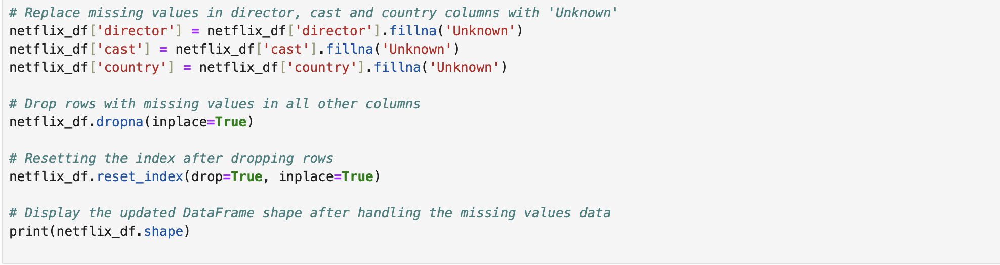 # Replace missing values in director, cast and country columns with 'Unknown'
netflix_df['director'] = netflix_df['director'].fillna('Unknown')
netflix_df['cast'] = netflix_df['cast'].fillna('Unknown')
netflix_df['country'] = netflix_df['country'].fillna('Unknown')
# Drop rows with missing values in all other columns
netflix_df.dropna(inplace=True)
# Resetting the index after dropping rows
netflix_df.reset_index(drop=True, inplace=True)
# Display the updated DataFrame shape after handling the missing values data
print(netflix_df.shape)